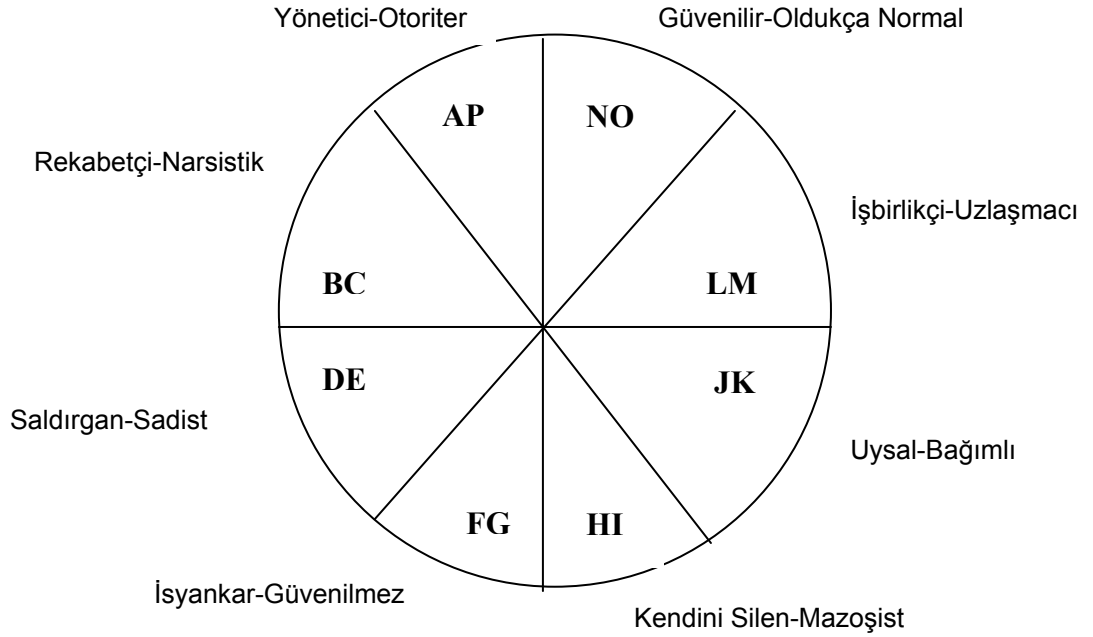 Yönetici-Otoriter
Güvenilir-Oldukça Normal
AP
NO
Rekabetçi-Narsistik
İşbirlikçi-Uzlaşmacı
BC
LM
DE
JK
Saldırgan-Sadist
Uysal-Bağımlı
FG
HI
İsyankar-Güvenilmez
Kendini Silen-Mazoşist